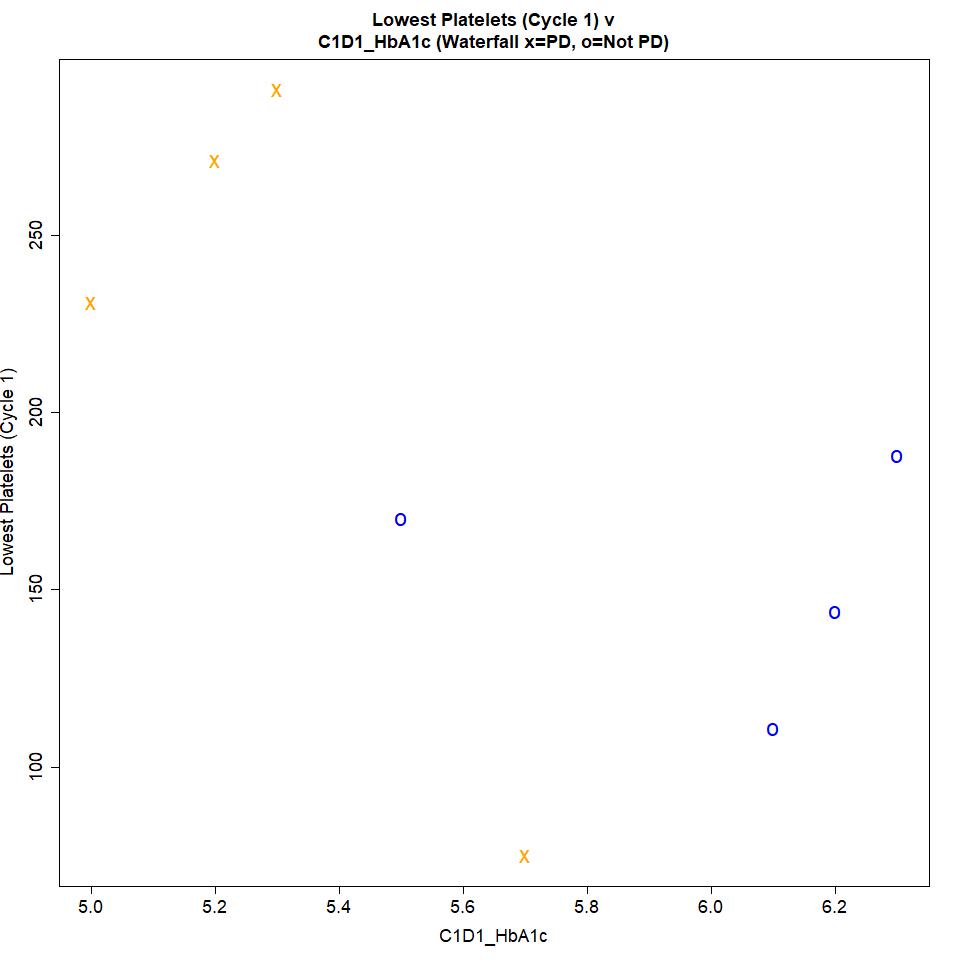 Lowest Platelets (Cycle 1) v
C1D1_HbA1c (Waterfall x=PD, o=Not PD)
Lowest Platelets (Cycle 1)
250
200
150
100
x
x
x
o
o
o
o
x
5.0 5.2 5.4 5.6 5.8 6.0 6.2
C1D1_HbA1c